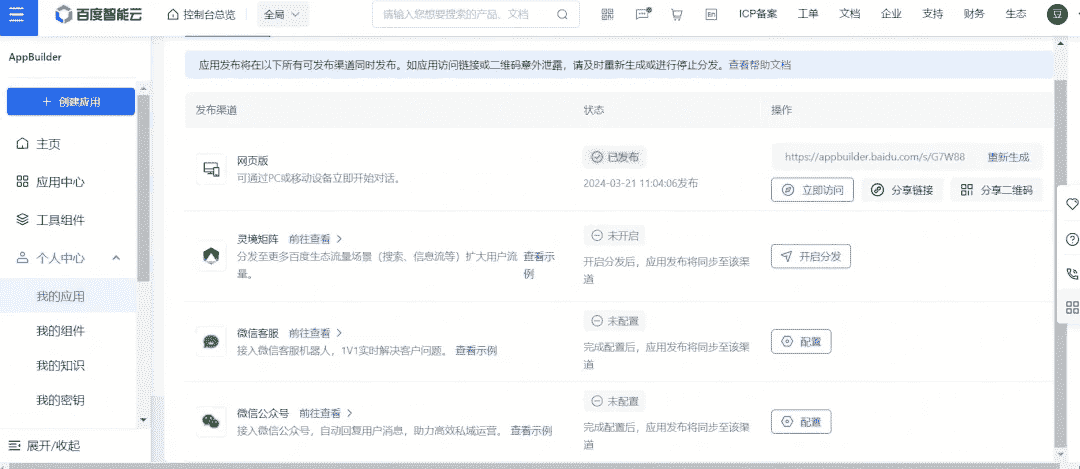 百度智能云
控制台总览
全局
请输入您想要搜索的产品、文档
En
ICP备案
工单
文档
企业
支持
财务
生态
豆
AppBuilder
+ 创建应用
主页
应用中心
工具组件
个人中心
我的应用
我的组件
我的知识
我的密钥
展开/收起
应用发布将在以下所有可发布渠道同时发布。如应用访问链接或二维码意外泄露，请及时重新生成或进行停止分发。查看帮助文档
发布渠道
状态
操作
网页版
可通过PC或移动设备立即开始对话。
已发布
2024-03-21 11:04:06发布
https://appbuilder.baidu.com/s/G7W88
重新生成
立即访问
分享链接
分享二维码
灵境矩阵 前往查看
分发至更多百度生态流量场景（搜索、信息流等）扩大用户流
量。
查看示
例
未开启
开启分发后，应用发布将同步至该渠
道
开启分发
微信客服 前往查看
接入微信客服机器人，1V1实时解决客户问题。 查看示例
未配置
完成配置后，应用发布将同步至该渠
道
配置
微信公众号 前往查看
接入微信公众号，自动回复用户消息，助力高效私域运营。 查看示例
未配置
完成配置后，应用发布将同步至该渠
道
配置